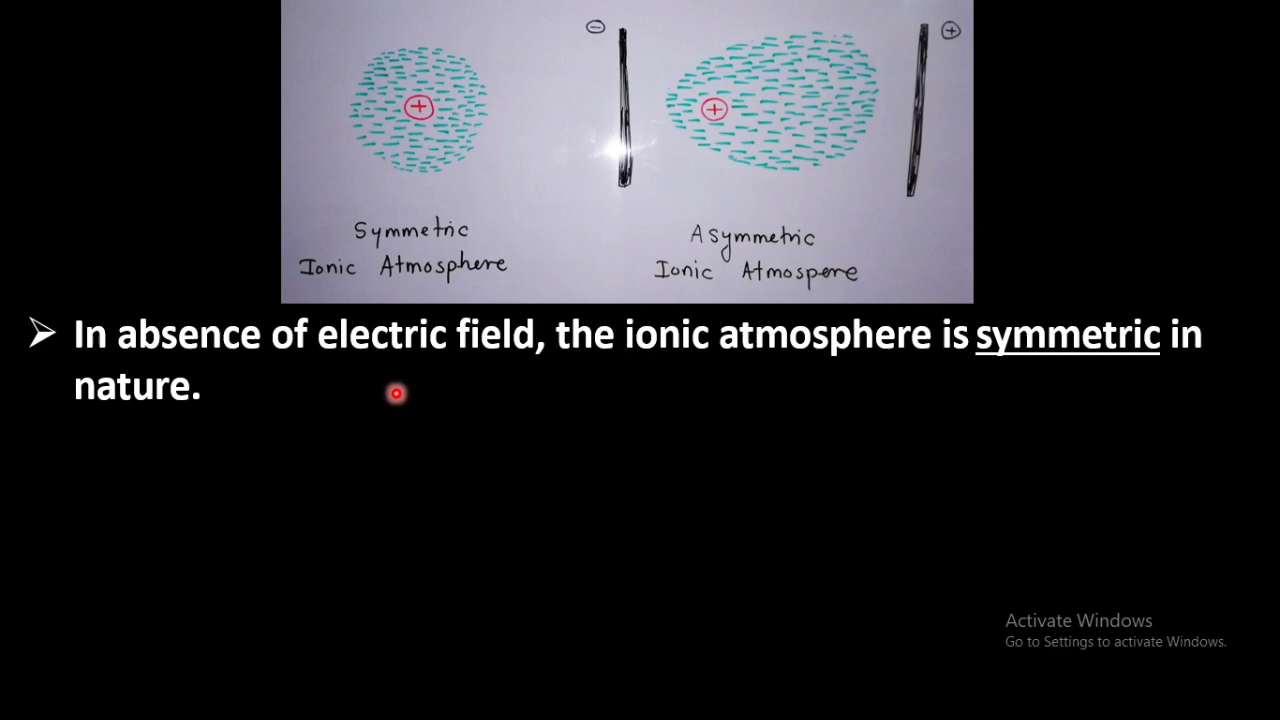 Symmetric
Ionic Atmosphere
Asymmetric
Ionic Atmospere
➢ In absence of electric field, the ionic atmosphere is symmetric in
nature.
Activate Windows
Go to Settings to activate Windows.